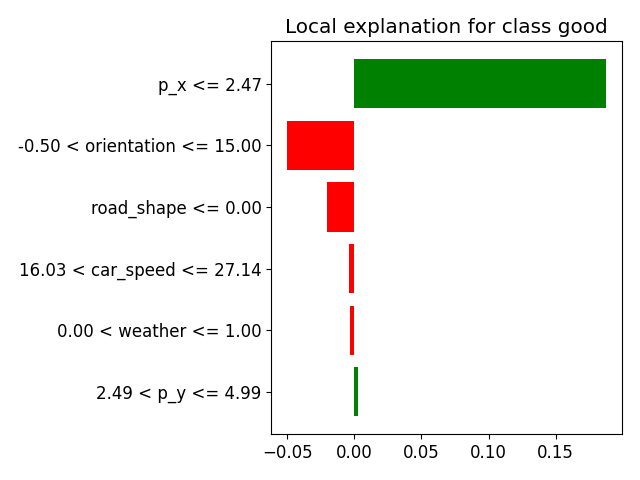 Local explanation for class good
p_x <= 2.47
-0.50 < orientation <= 15.00
road_shape <= 0.00
16.03 < car_speed <= 27.14
0.00 < weather <= 1.00
2.49 < p_y <= 4.99
−0.05 0.00 0.05 0.10 0.15